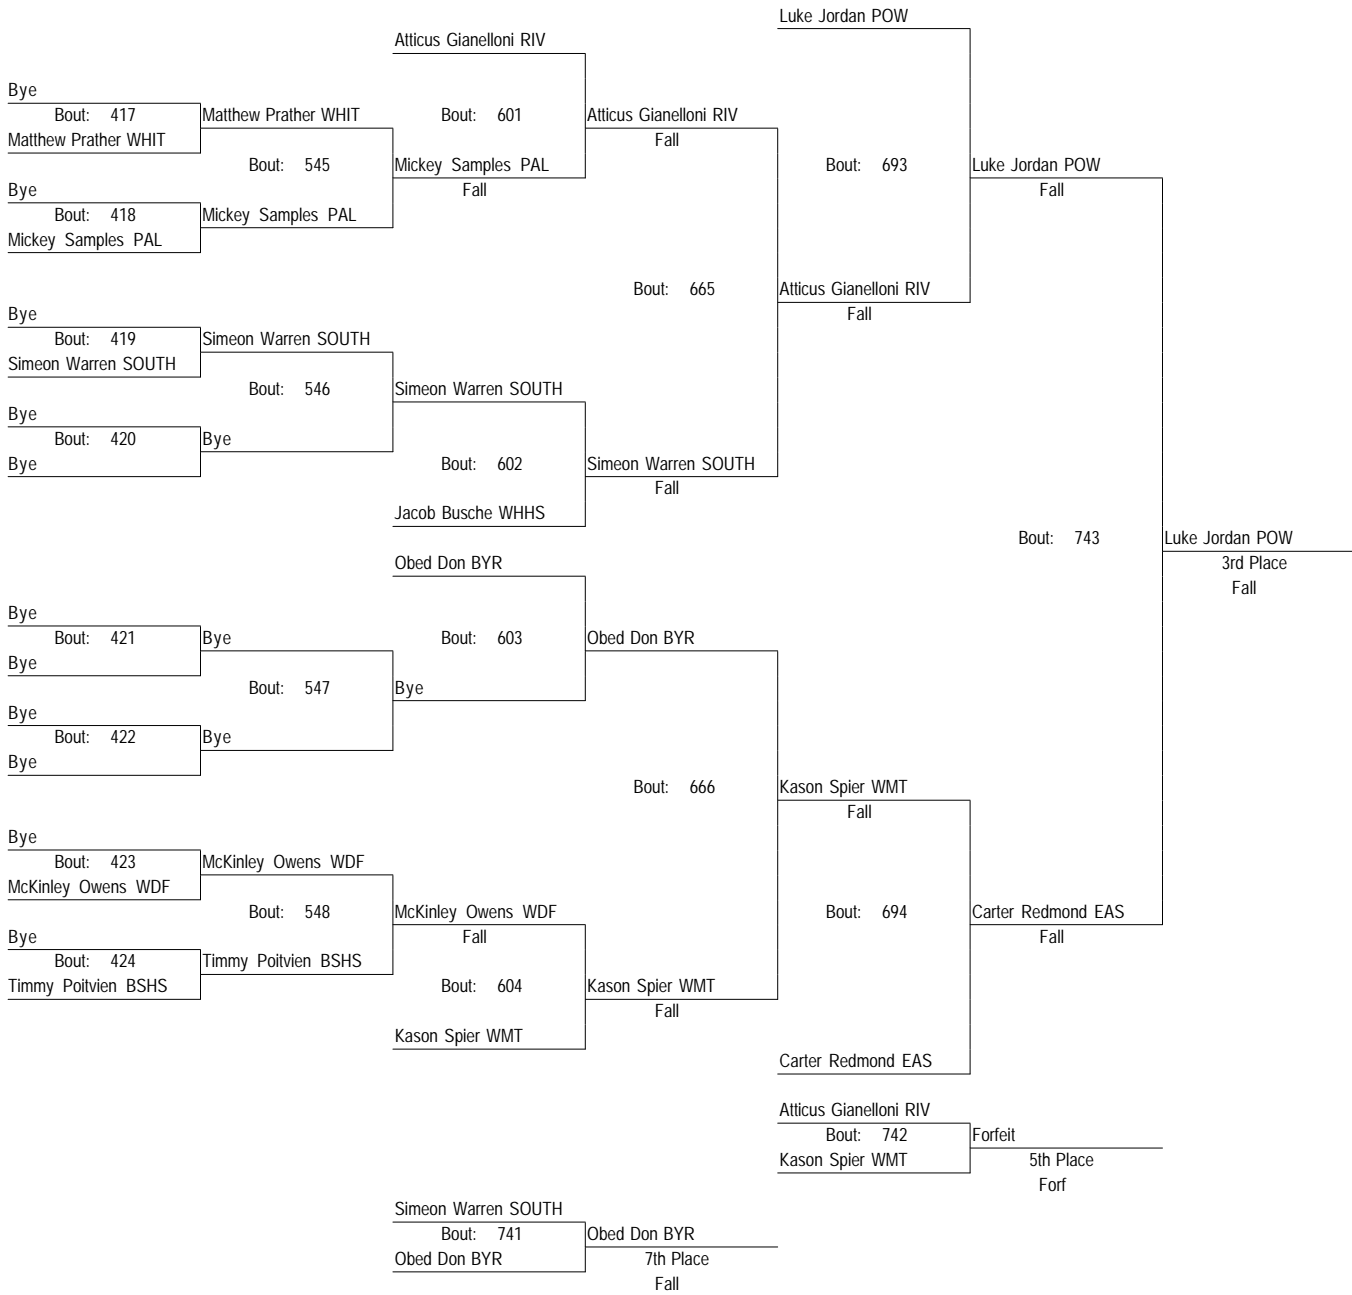 Luke Jordan POW
Atticus Gianelloni RIV
Bye
Bout: 417
Matthew Prather WHIT
Bout: 601
Atticus Gianelloni RIV
Matthew Prather WHIT
Fall
Bout: 545
Mickey Samples PAL
Bout: 693
Luke Jordan POW
Bye
Fall
Fall
Bout: 418
Mickey Samples PAL
Mickey Samples PAL
Bout: 665
Atticus Gianelloni RIV
Bye
Fall
Bout: 419
Simeon Warren SOUTH
Simeon Warren SOUTH
Bout: 546
Simeon Warren SOUTH
Bye
Bout: 420
Bye
Bye
Bout: 602
Simeon Warren SOUTH
Fall
Jacob Busche WHHS
Bout: 743
Luke Jordan POW
Obed Don BYR
3rd Place
Fall
Bye
Bout: 421
Bye
Bout: 603
Obed Don BYR
Bye
Bout: 547
Bye
Bye
Bout: 422
Bye
Bye
Bout: 666
Kason Spier WMT
Fall
Bye
Bout: 423
McKinley Owens WDF
McKinley Owens WDF
Bout: 548
McKinley Owens WDF
Bout: 694
Carter Redmond EAS
Bye
Fall
Fall
Bout: 424
Timmy Poitvien BSHS
Timmy Poitvien BSHS
Bout: 604
Kason Spier WMT
Fall
Kason Spier WMT
Carter Redmond EAS
Atticus Gianelloni RIV
Bout: 742
Forfeit
Kason Spier WMT
5th Place
Forf
Simeon Warren SOUTH
Bout: 741
Obed Don BYR
Obed Don BYR
7th Place
Fall